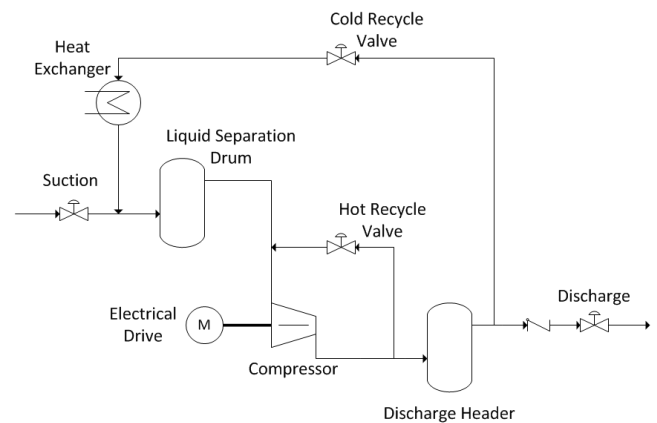 Cold Recycle
Valve
Heat
Exchanger
Liquid Separation
Drum
Suction
Hot Recycle
Valve
Discharge
Electrical
Drive
M
Compressor
Discharge Header